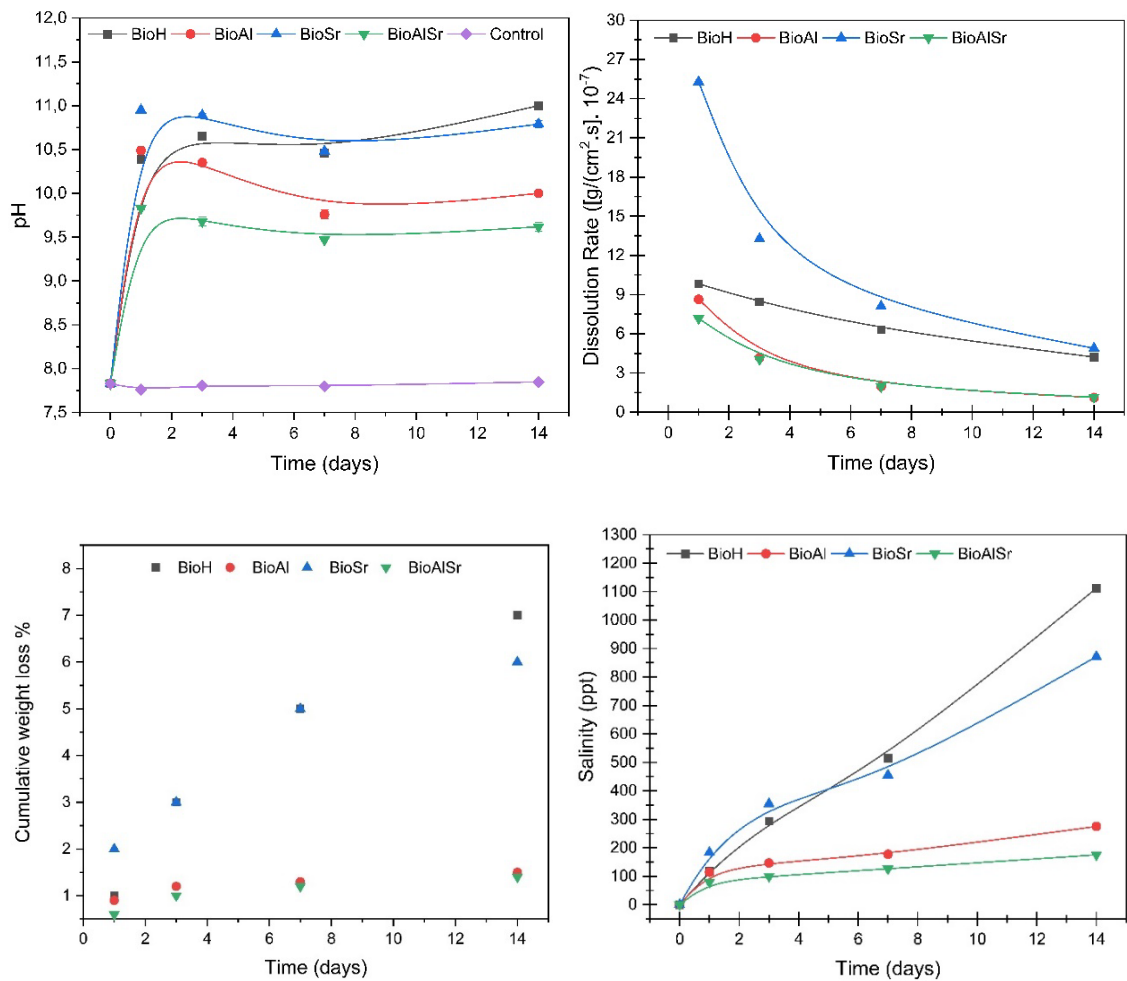 12,0
11,5
11,0
10,5
10,0
9,5
9,0
8,5
8,0
7,5
pH
BioH BioAl BioSr BioAlSr Control
0 2 4 6 8 10 12 14
Time (days)
30
27
24
21
18
15
12
9
6
3
0
Dissolution Rate ([g/(cm².s]. 10⁻⁷)
BioH BioAl BioSr BioAlSr
0 2 4 6 8 10 12 14
Time (days)
8
7
6
5
4
3
2
1
Cumulative weight loss %
BioH BioAl BioSr BioAlSr
0 2 4 6 8 10 12 14
Time (days)
1300
1200
1100
1000
900
800
700
600
500
400
300
200
100
0
Salinity (ppt)
BioH BioAl BioSr BioAlSr
0 2 4 6 8 10 12 14
Time (days)